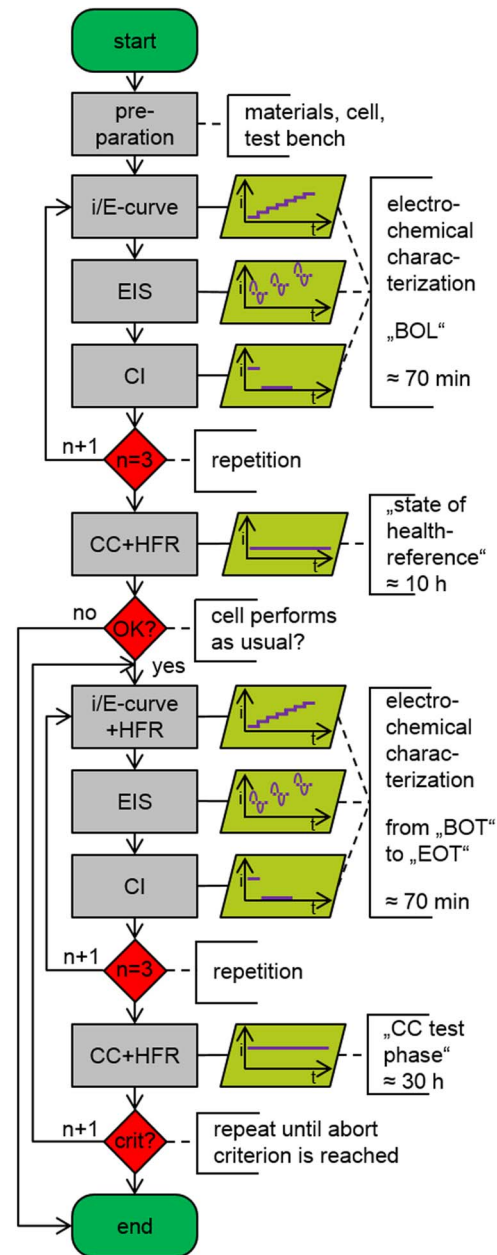 start
pre-
paration
materials, cell,
test bench
i/E-curve
i
t
electro-
chemical
charac-
terization
„BOL“
≈ 70 min
EIS
i
t
CI
i
t
n+1
n=3
repetition
CC+HFR
i
t
„state of
health-
reference“
≈ 10 h
no
OK?
cell performs
as usual?
yes
i/E-curve
+HFR
i
t
electro-
chemical
charac-
terization
from „BOT“
to „EOT“
≈ 70 min
EIS
i
t
CI
i
t
n+1
n=3
repetition
CC+HFR
i
t
„CC test
phase“
≈ 30 h
n+1
crit?
repeat until abort
criterion is reached
end